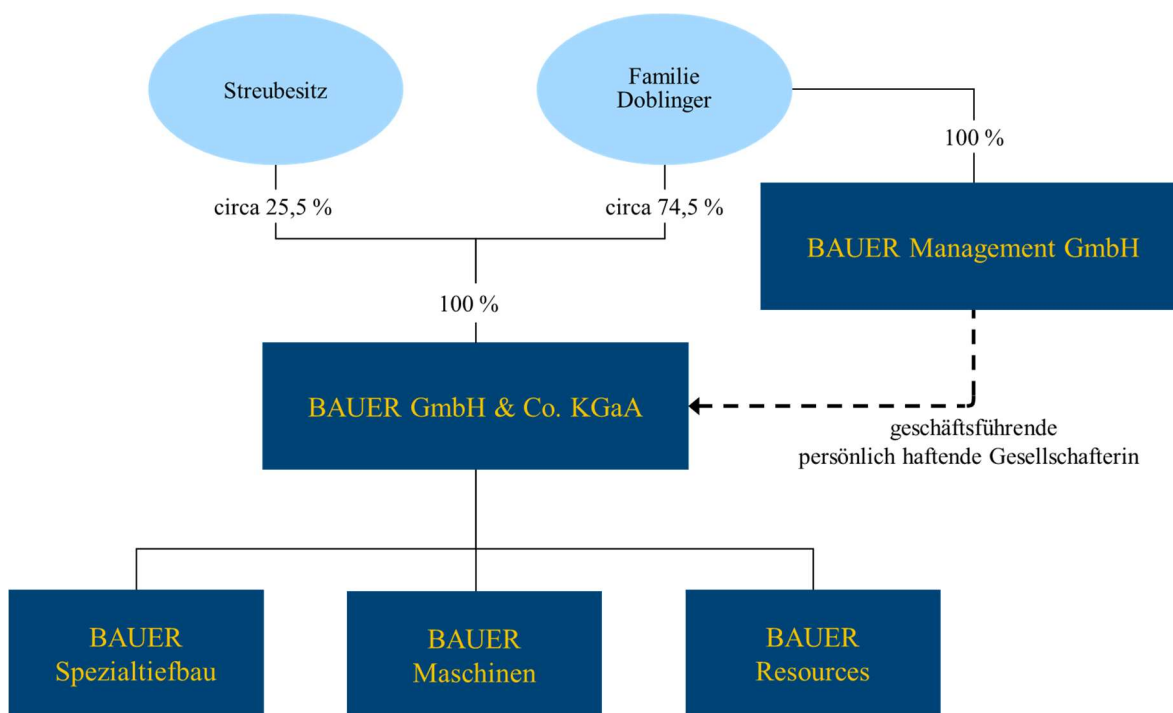 Streubesitz
Familie
Doblinger
100 %
circa 25,5 %
circa 74,5 %
BAUER Management GmbH
100 %
BAUER GmbH & Co. KGaA
geschäftsführende
persönlich haftende Gesellschafterin
BAUER
Spezialtiefbau
BAUER
Maschinen
BAUER
Resources